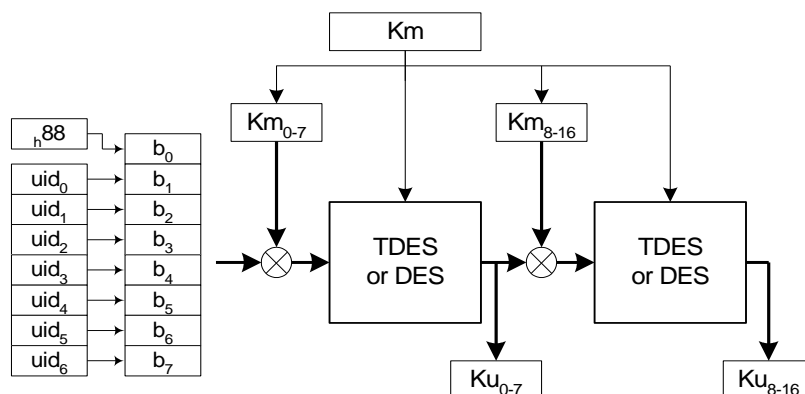 Km
Km₀₋₇
Km₈₋₁₆
ₕ88
b₀
uid₀
b₁
uid₁
b₂
uid₂
b₃
uid₃
b₄
uid₄
b₅
uid₅
b₆
uid₆
b₇
TDES
or DES
TDES
or DES
Ku₀₋₇
Ku₈₋₁₆